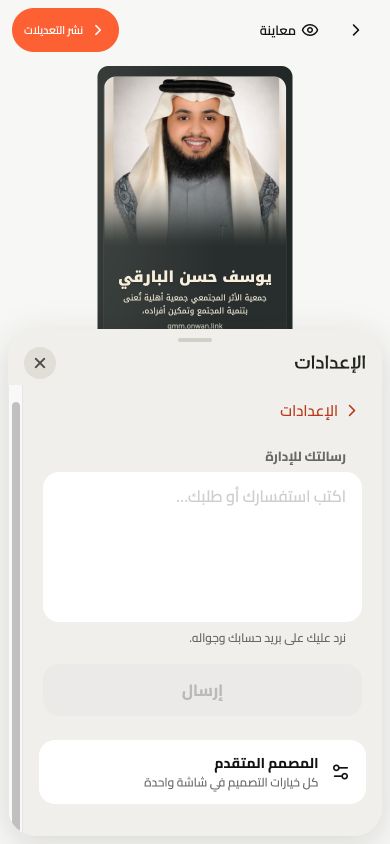 معاينة
نشر التعديلات
يوسف حسن البارقي
جمعية الأثر المجتمعي جمعية أهلية تُعنى
بتنمية المجتمع وتمكين أفراده،
qmm.onwan.link
الإعدادات
الإعدادات
رسالتك للإدارة
اكتب استفسارك أو طلبك...
نرد عليك على بريد حسابك وجواله.
إرسال
المصمم المتقدم
كل خيارات التصميم في شاشة واحدة